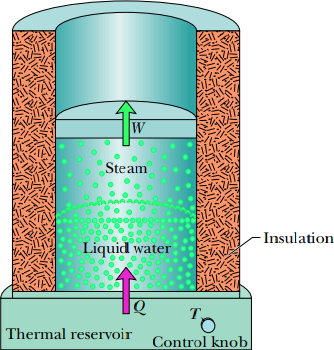 W
Steam
Liquid water
Insulation
Q
T
Thermal reservoir
Control knob